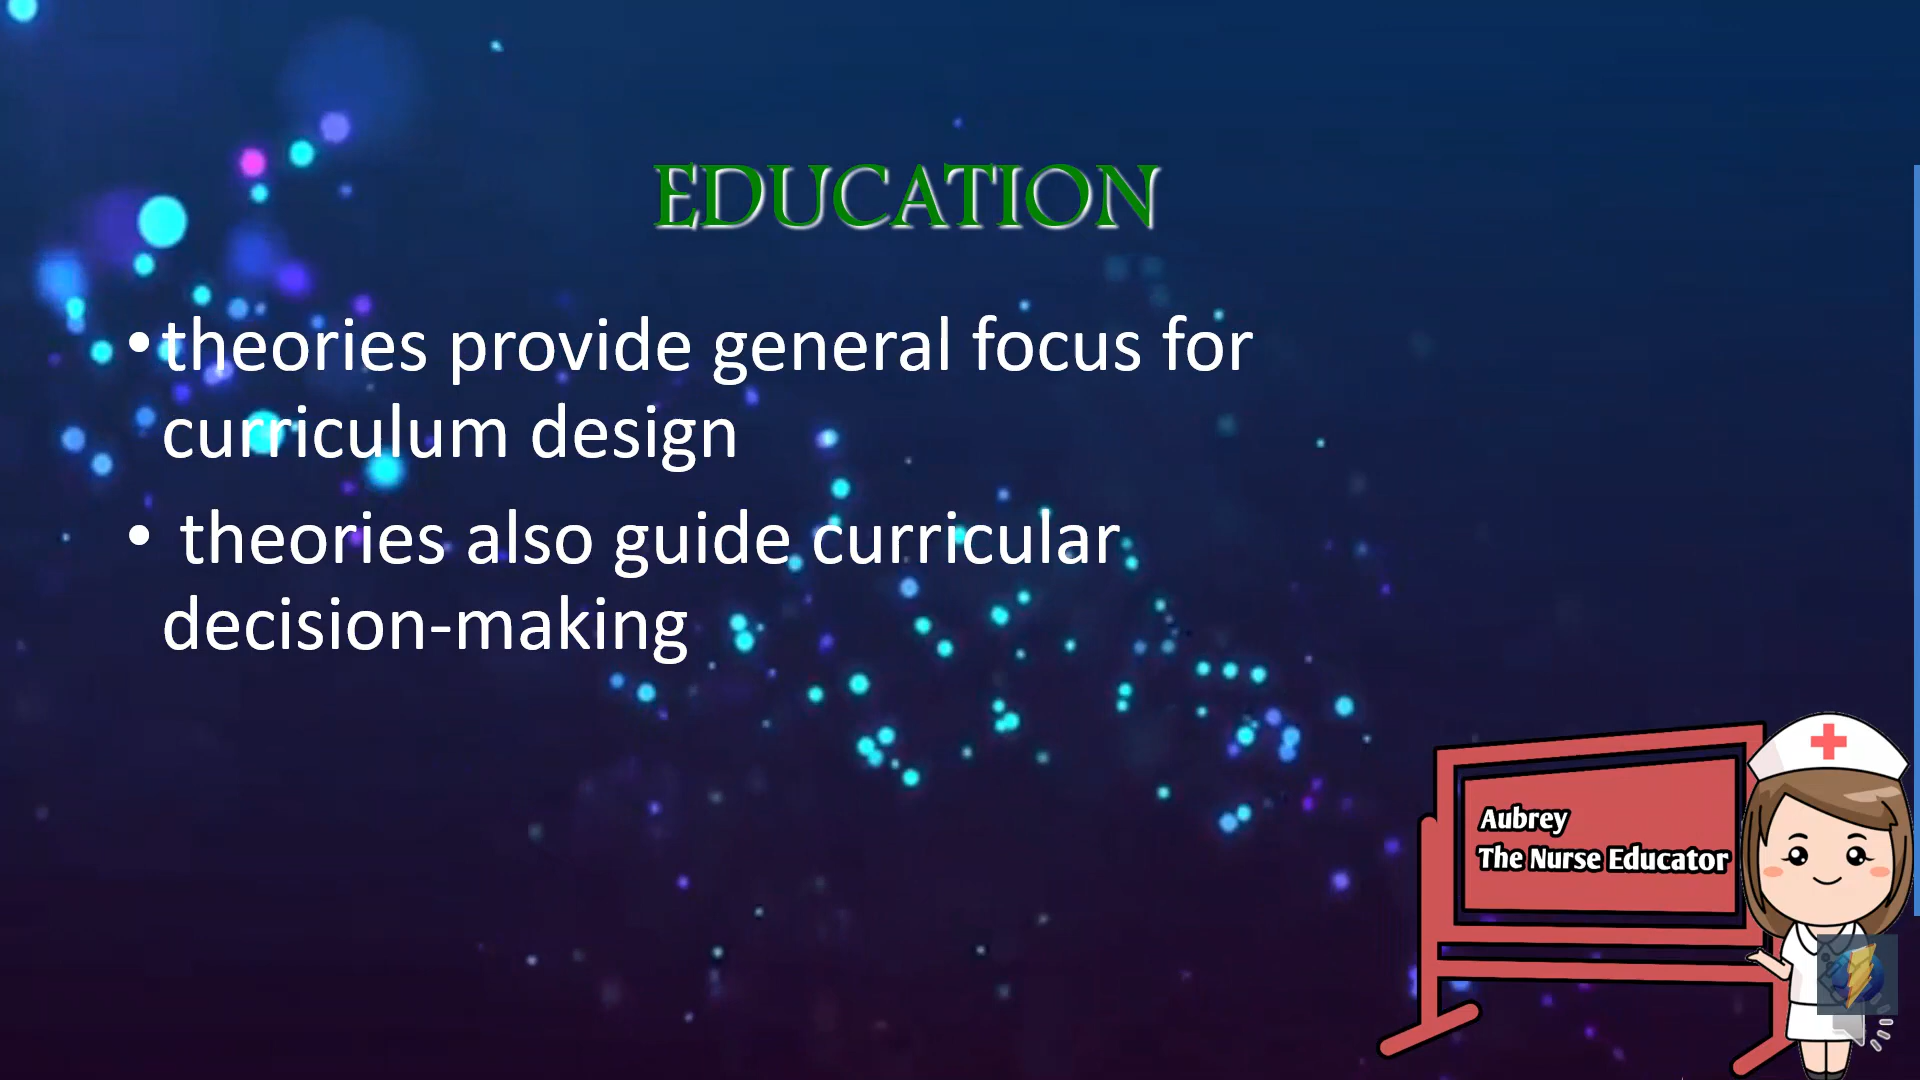 EDUCATION
•theories provide general focus for
curriculum design
• theories also guide curricular
decision-making
Aubrey
The Nurse Educator